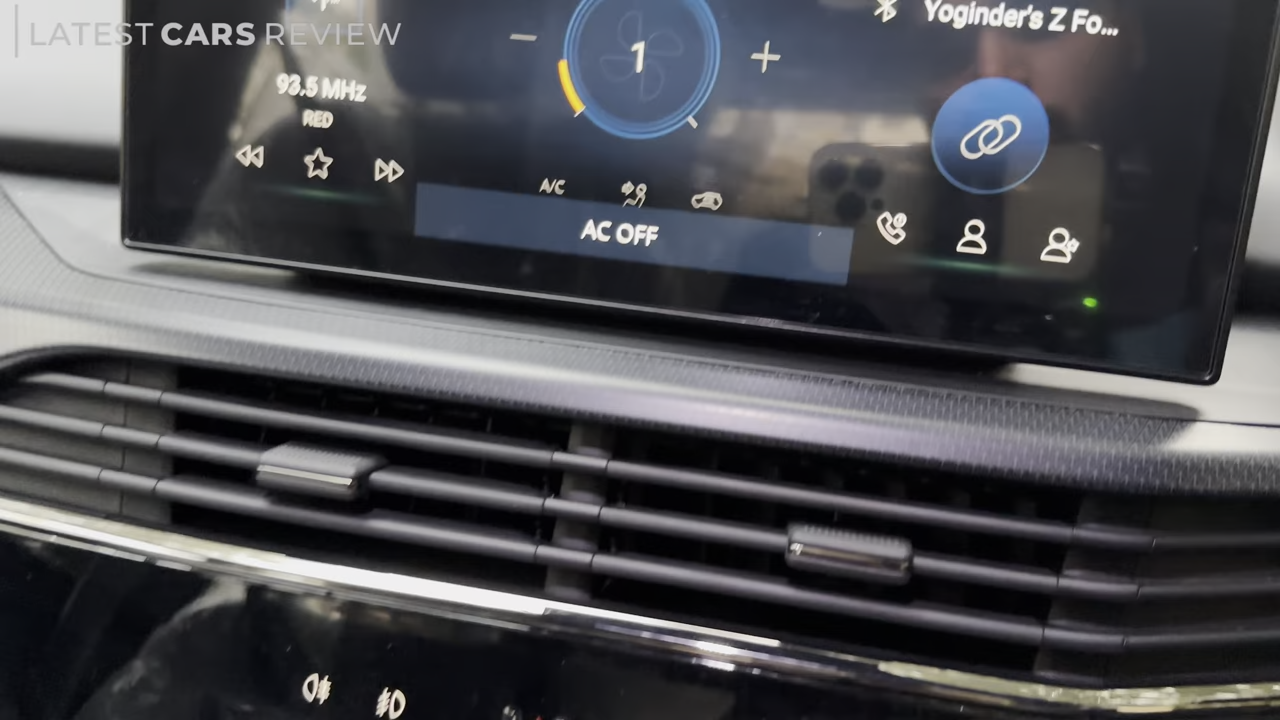 LATEST CARS REVIEW
Yoginder's Z Fo...
1
93.5 MHz
RED
A/C
AC OFF